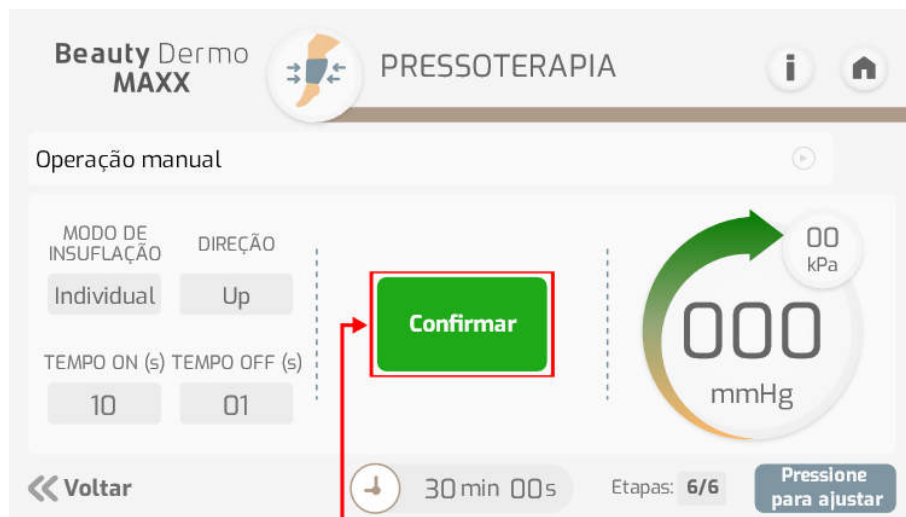 Beauty Dermo
MAXX
PRESSOTERAPIA
i
Operação manual
MODO DE
INSUFLAÇÃO
DIREÇÃO
Individual
Up
TEMPO ON (s)
TEMPO OFF (s)
10
01
Confirmar
00
kPa
000
mmHg
Voltar
30 min 00 s
Etapas: 6/6
Pressione
para ajustar